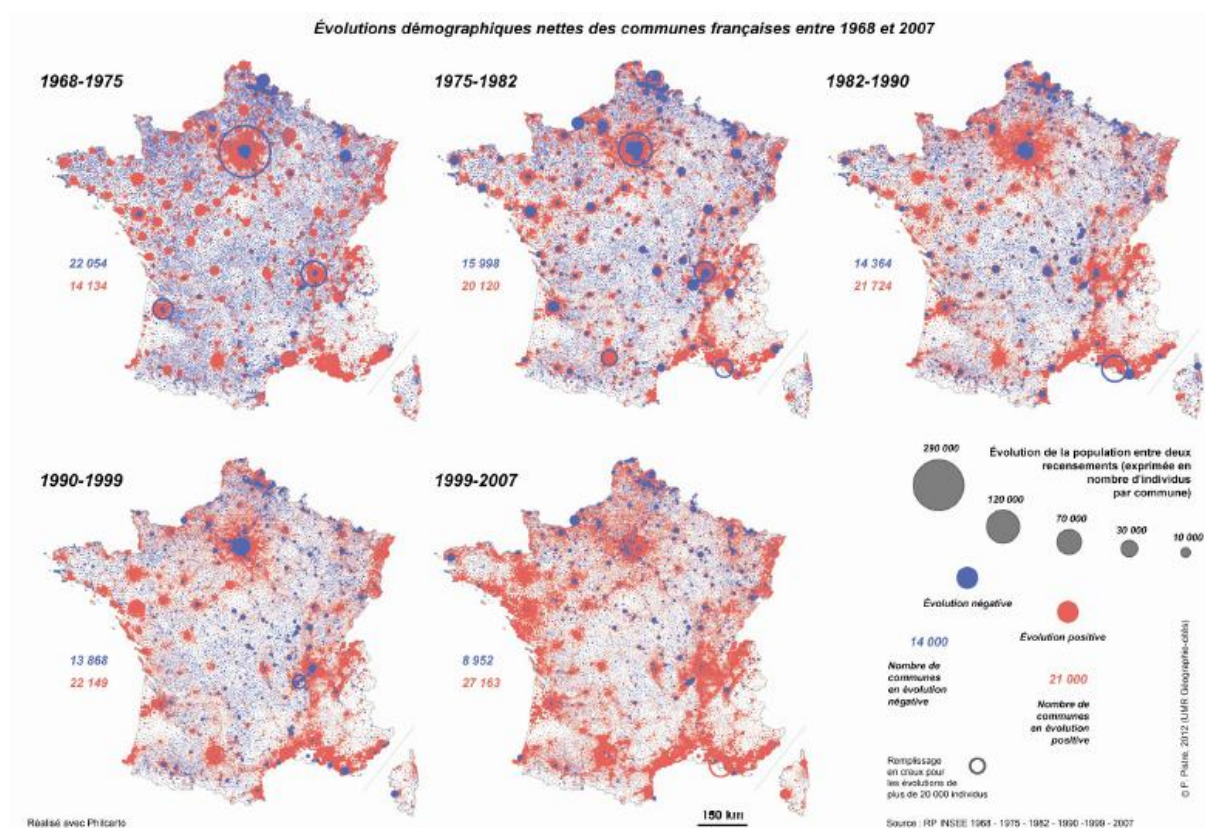 Évolutions démographiques nettes des communes françaises entre 1968 et 2007
1968-1975
22 054
14 134
1975-1982
15 998
20 120
1982-1990
14 364
21 724
1990-1999
13 868
22 149
1999-2007
8 952
27 163
290 000
120 000
70 000
30 000
10 000
Évolution de la population entre deux
recensements (exprimée en
nombre d'individus
par commune)
Évolution négative
Évolution positive
14 000
Nombre de
communes
en évolution
négative
21 000
Nombre de
communes
en évolution
positive
Remplissage
en creux pour
les évolutions de
plus de 20 000 individus
© P. Pistre, 2012 (UMR Géographie-cités)
Réalisé avec Philcarto
150 km
Source : RP INSEE 1968 - 1975 - 1982 - 1990 -1999 - 2007